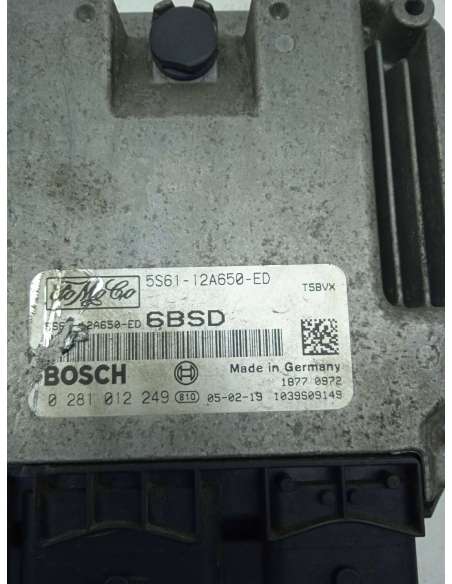 FoMoCo 5S61-12A650-ED
T5BVX
5S61-12A650-ED 6BSD
BOSCH Made in Germany
1877 0972
0 281 012 249 810 05-02-19 1039S09149